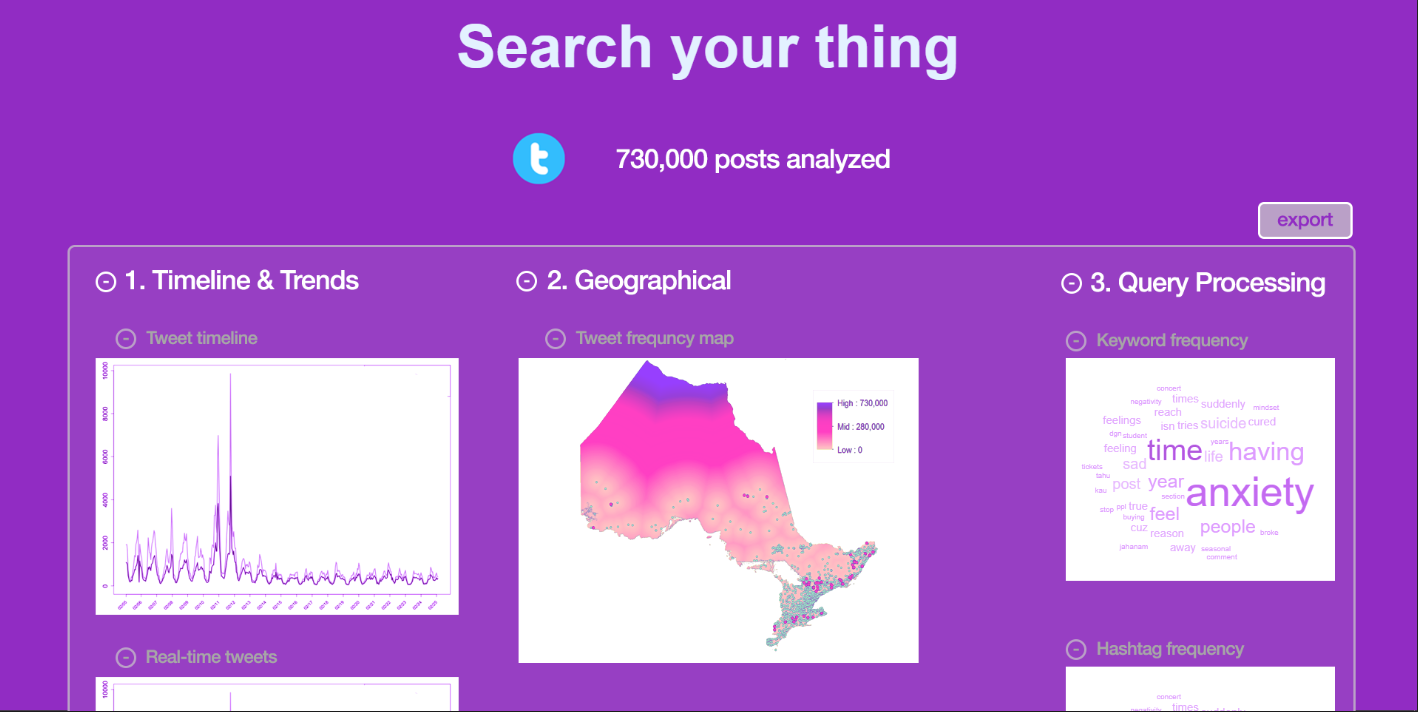 Search your thing
730,000 posts analyzed
export
1. Timeline & Trends
Tweet timeline
10000
8000
6000
4000
2000
0
Real-time tweets
10000
2. Geographical
Tweet frequncy map
High : 730,000
Mid : 280,000
Low : 0
3. Query Processing
Keyword frequency
concert
negativity times suddenly mindset
reach
feelings isn tries suicide cured
dgn student
years
feeling time life having
sad
tickets
tahu
post year anxiety
kau
section
stop ppl true
buying feel
people
cuz reason broke
jahanam away seasonal
comment
Hashtag frequency
concert
negativity times suddenly